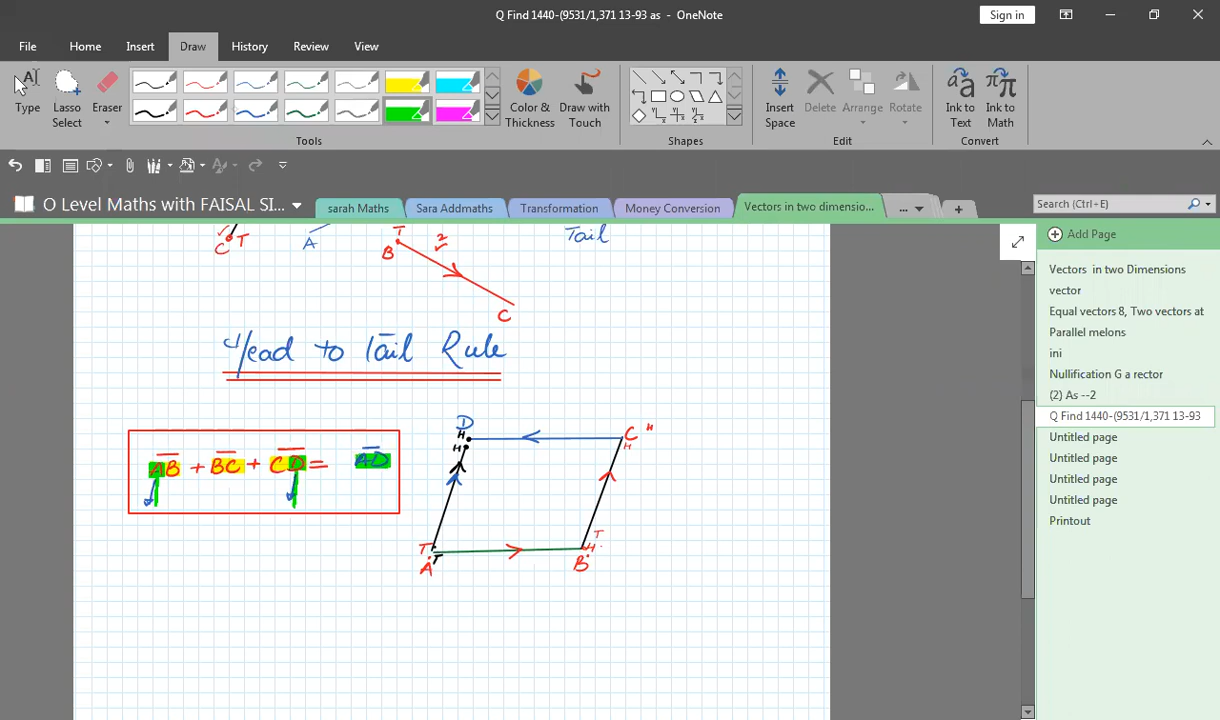 Q Find 1440-(9531/1,371 13-93 as - OneNote
Sign in
File Home Insert Draw History Review View
Type
Lasso Select
Eraser
Color & Thickness
Draw with Touch
Insert Space
Delete
Arrange
Rotate
Ink to Text
Ink to Math
Tools
Shapes
Edit
Convert
O Level Maths with FAISAL SI...
sarah Maths
Sara Addmaths
Transformation
Money Conversion
Vectors in two dimensio...
...
Search (Ctrl + E)
Add Page
Vectors in two Dimensions
vector
Equal vectors 8, Two vectors at
Parallel melons
ini
Nullification G a rector
(2) As --2
Q Find 1440-(9531/1,371 13-93
Untitled page
Untitled page
Untitled page
Untitled page
Printout
C T
A
T
B
2
C
Tail
Head to Tail Rule
AB + BC + CD = AD
D
H
H
C H
H
T
A
T
T
H
B